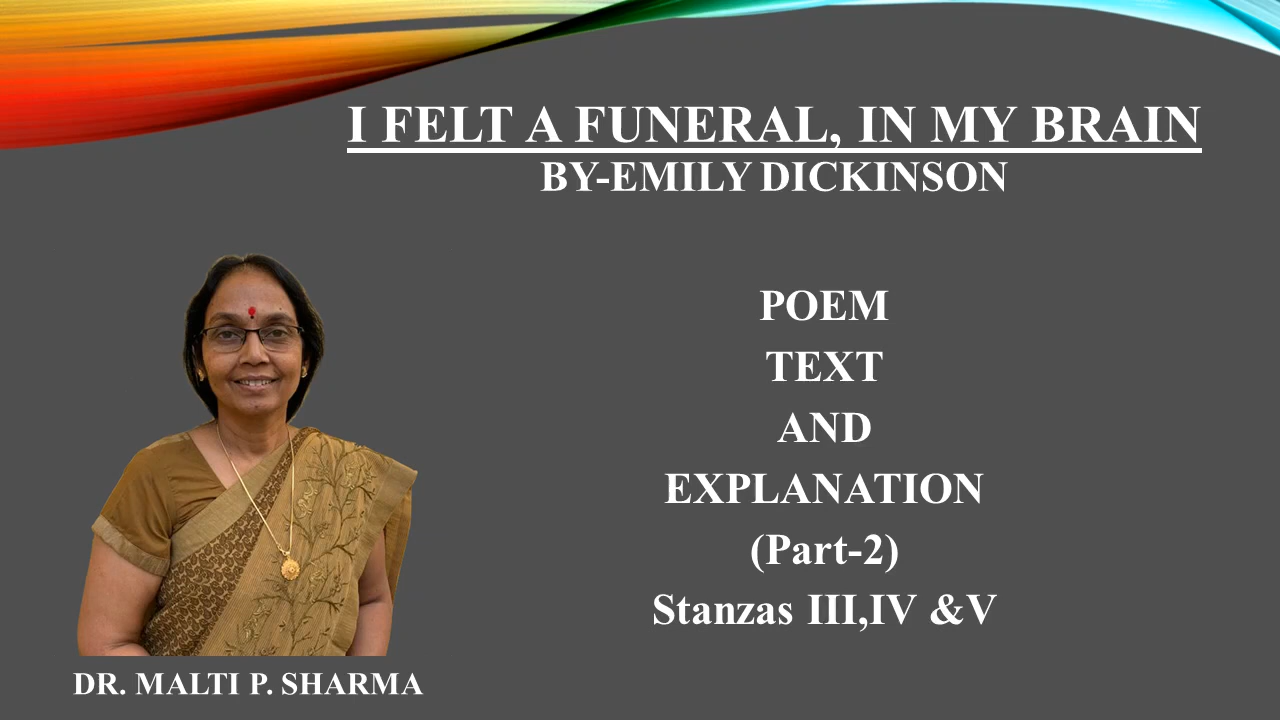 I FELT A FUNERAL, IN MY BRAIN
BY-EMILY DICKINSON
POEM
TEXT
AND
EXPLANATION
(Part-2)
Stanzas III,IV &V
DR. MALTI P. SHARMA